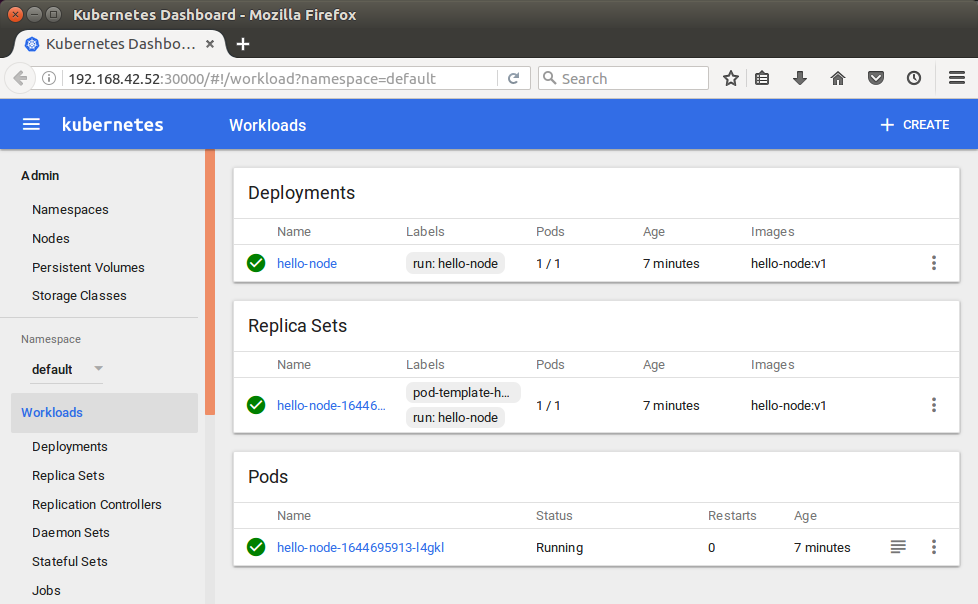 Kubernetes Dashboard - Mozilla Firefox
Kubernetes Dashbo...
192.168.42.52:30000/#!/workload?namespace=default
Search
kubernetes
Workloads
CREATE
Admin
Namespaces
Nodes
Persistent Volumes
Storage Classes
Namespace
default
Workloads
Deployments
Replica Sets
Replication Controllers
Daemon Sets
Stateful Sets
Jobs
Deployments
Name Labels Pods Age Images
hello-node run: hello-node 1 / 1 7 minutes hello-node:v1
Replica Sets
Name Labels Pods Age Images
hello-node-16446... pod-template-h... 1 / 1 7 minutes hello-node:v1
run: hello-node
Pods
Name Status Restarts Age
hello-node-1644695913-l4gkl Running 0 7 minutes